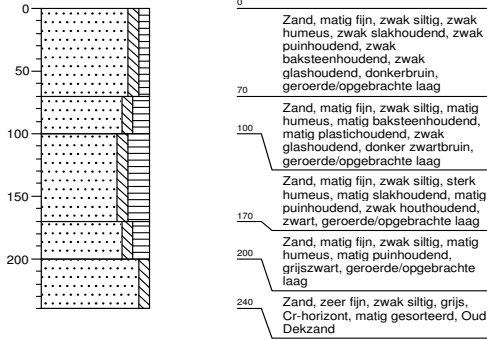 0
50
100
150
200
0
Zand, matig fijn, zwak siltig, zwak
humeus, zwak slakhoudend, zwak
puinhoudend, zwak
baksteenhoudend, zwak
glashoudend, donkerbruin,
geroerde/opgebrachte laag
70
Zand, matig fijn, zwak siltig, matig
humeus, matig baksteenhoudend,
matig plastichoudend, zwak
glashoudend, donker zwartbruin,
geroerde/opgebrachte laag
100
Zand, matig fijn, zwak siltig, sterk
humeus, matig slakhoudend, matig
puinhoudend, zwak houthoudend,
zwart, geroerde/opgebrachte laag
170
Zand, matig fijn, zwak siltig, matig
humeus, matig puinhoudend,
grijszwart, geroerde/opgebrachte
laag
200
Zand, zeer fijn, zwak siltig, grijs,
Cr-horizont, matig gesorteerd, Oud
Dekzand
240